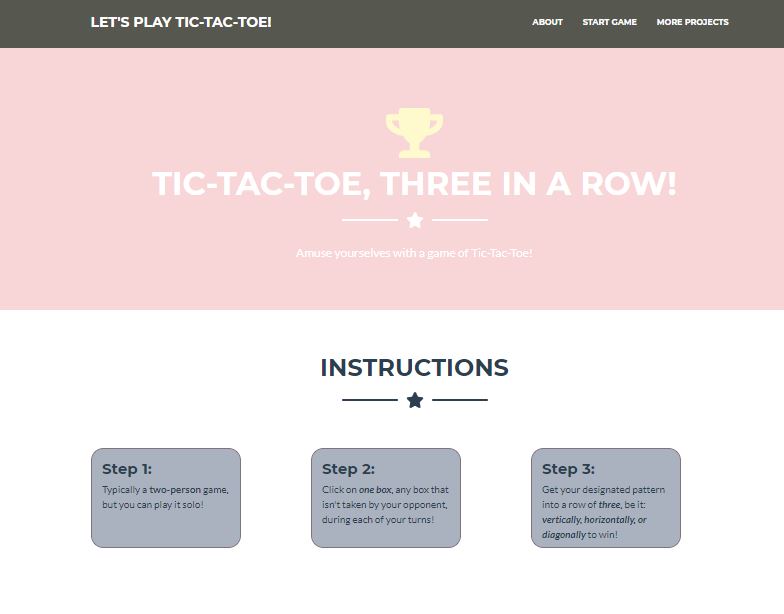 LET'S PLAY TIC-TAC-TOE!
ABOUT
START GAME
MORE PROJECTS
TIC-TAC-TOE, THREE IN A ROW!
Amuse yourselves with a game of Tic-Tac-Toe!
INSTRUCTIONS
Step 1:
Typically a two-person game,
but you can play it solo!
Step 2:
Click on one box, any box that
isn't taken by your opponent,
during each of your turns!
Step 3:
Get your designated pattern
into a row of three, be it:
vertically, horizontally, or
diagonally to win!